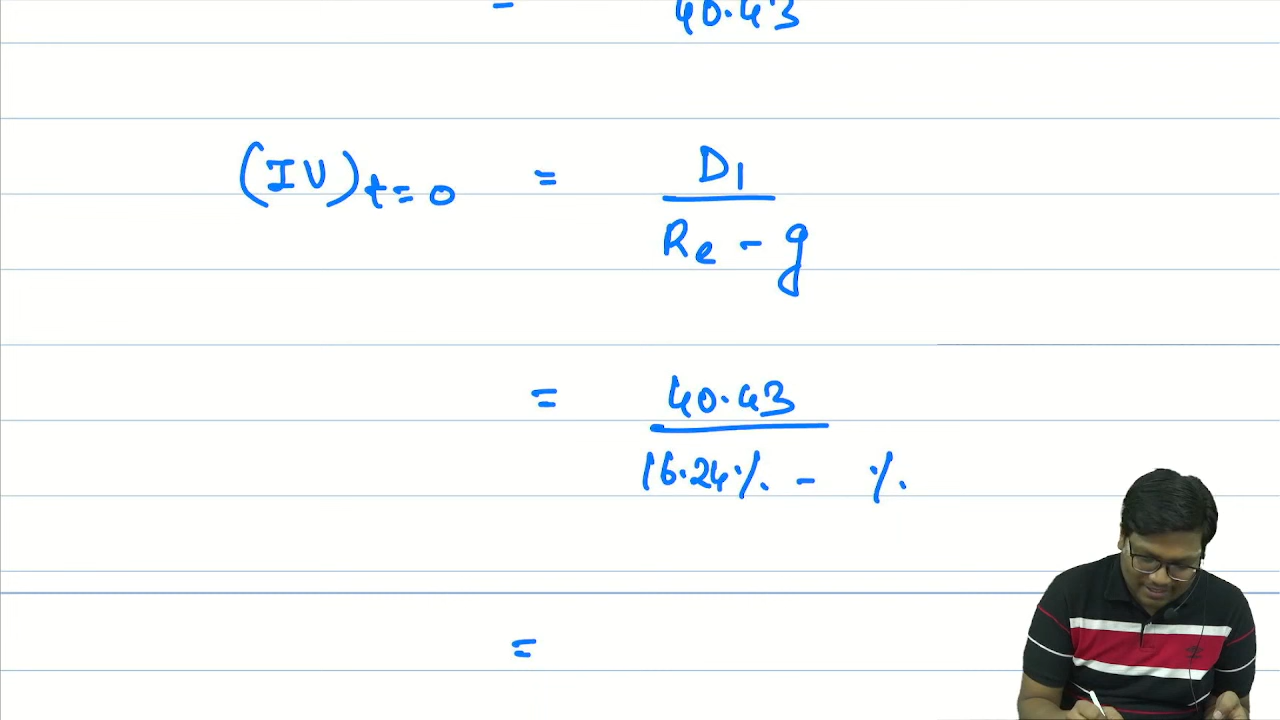 = 40.43
(IV)t=0 = D1
Re - g
= 40.43
16.24% - %.
=